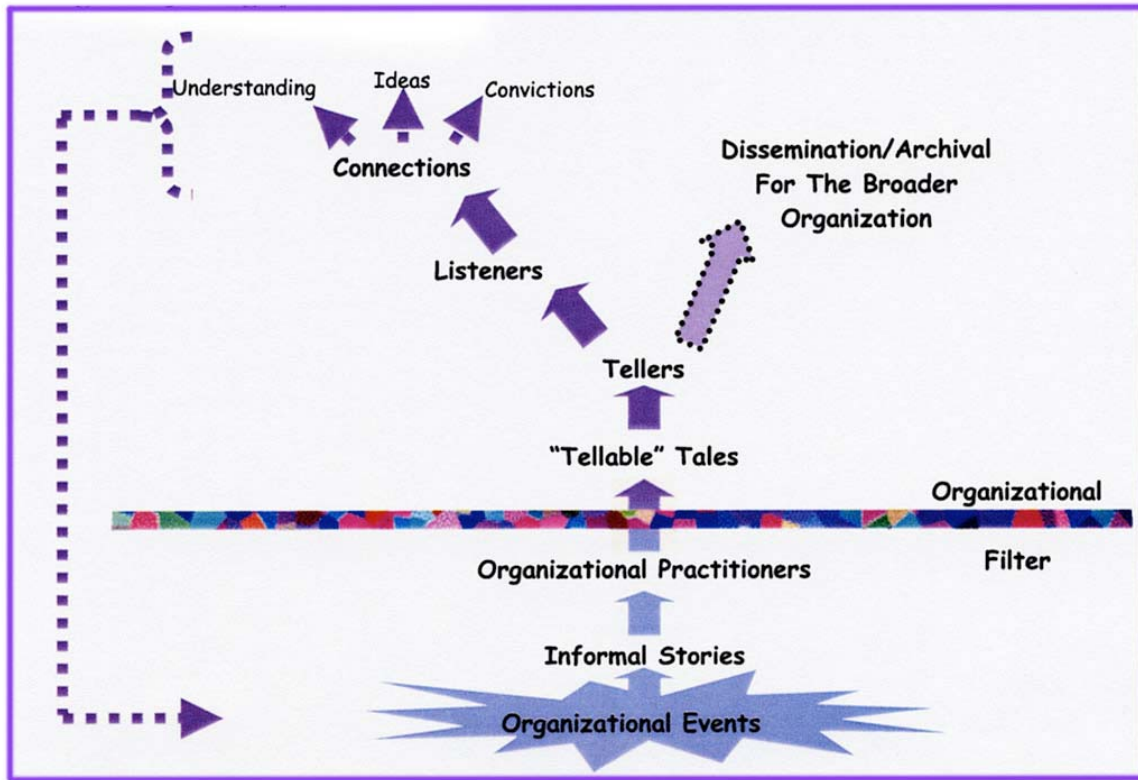 Understanding
Ideas
Convictions
Connections
Dissemination/Archival
For The Broader
Organization
Listeners
Tellers
“Tellable” Tales
Organizational
Filter
Organizational Practitioners
Informal Stories
Organizational Events